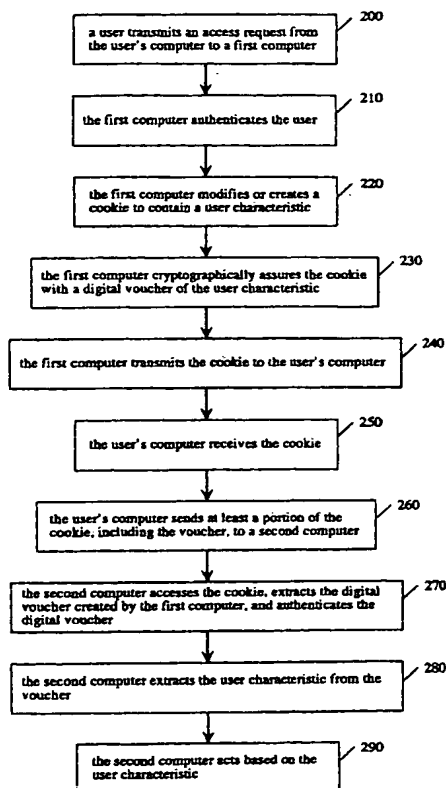 200
a user transmits an access request from
the user's computer to a first computer
210
the first computer authenticates the user
220
the first computer modifies or creates a
cookie to contain a user characteristic
230
the first computer cryptographically assures the cookie
with a digital voucher of the user characteristic
240
the first computer transmits the cookie to the user's computer
250
the user's computer receives the cookie
260
the user's computer sends at least a portion of the
cookie, including the voucher, to a second computer
270
the second computer accesses the cookie, extracts the digital
voucher created by the first computer, and authenticates the
digital voucher
280
the second computer extracts the user characteristic from the
voucher
290
the second computer acts based on the
user characteristic